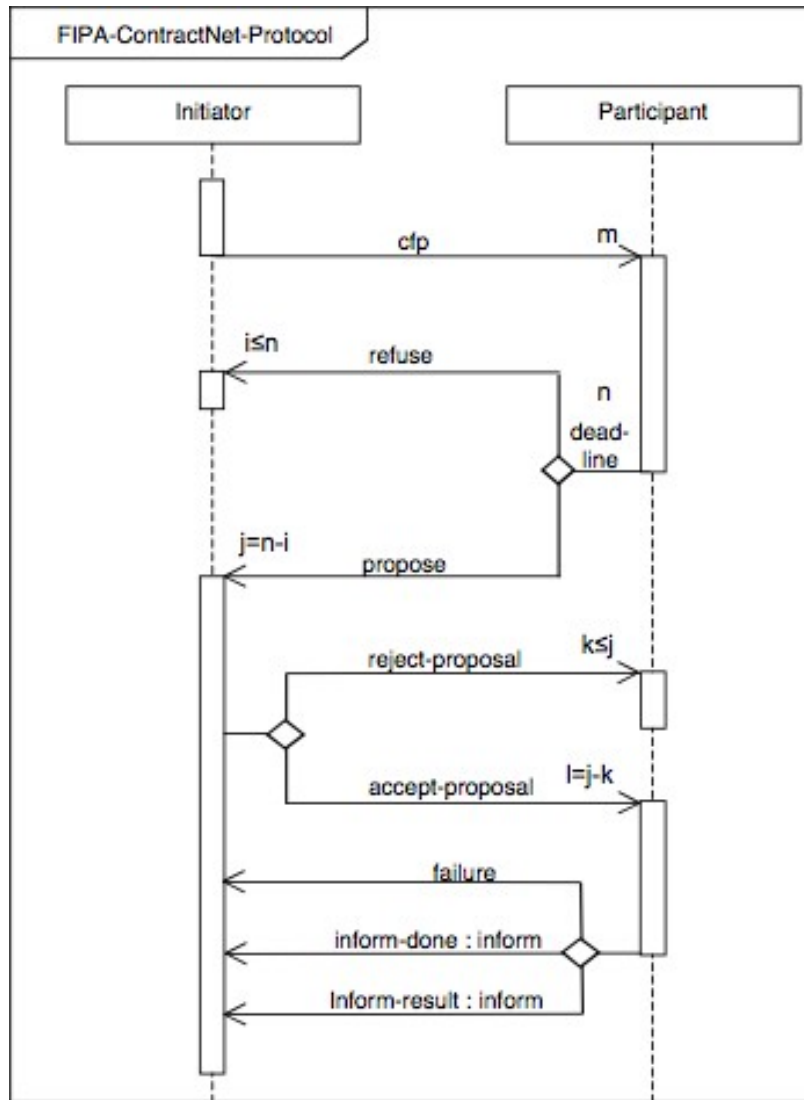 FIPA-ContractNet-Protocol
Initiator
Participant
cfp
m
i≤n
refuse
n
dead-
line
j=n-i
propose
reject-proposal
k≤j
accept-proposal
l=j-k
failure
inform-done : inform
Inform-result : inform